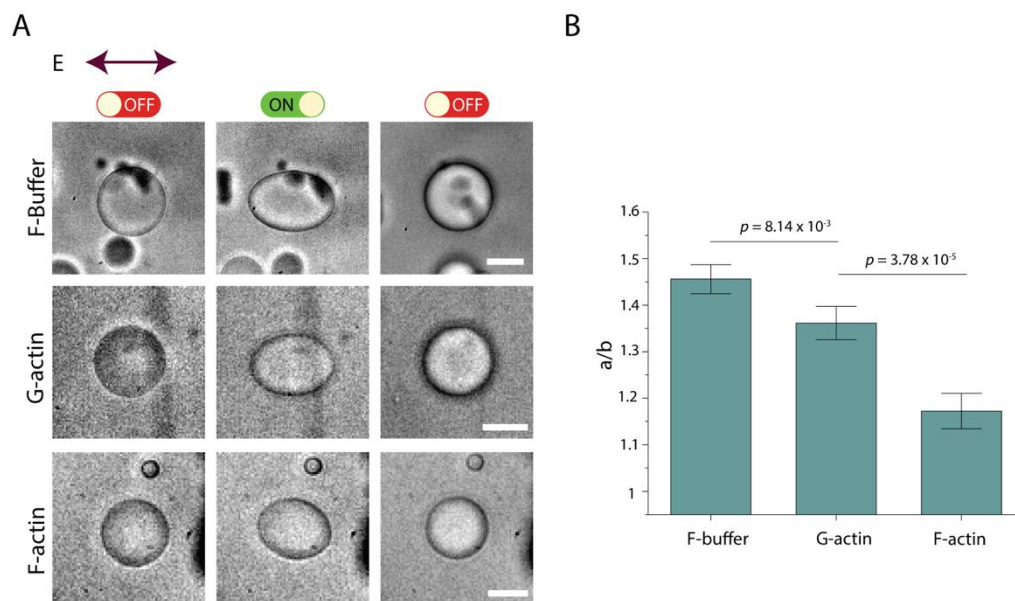 A
E
OFF
ON
OFF
F-Buffer
G-actin
F-actin
B
1.6
1.5
1.4
1.3
1.2
1.1
1
a/b
p = 8.14 x 10⁻³
p = 3.78 x 10⁻⁵
F-buffer
G-actin
F-actin